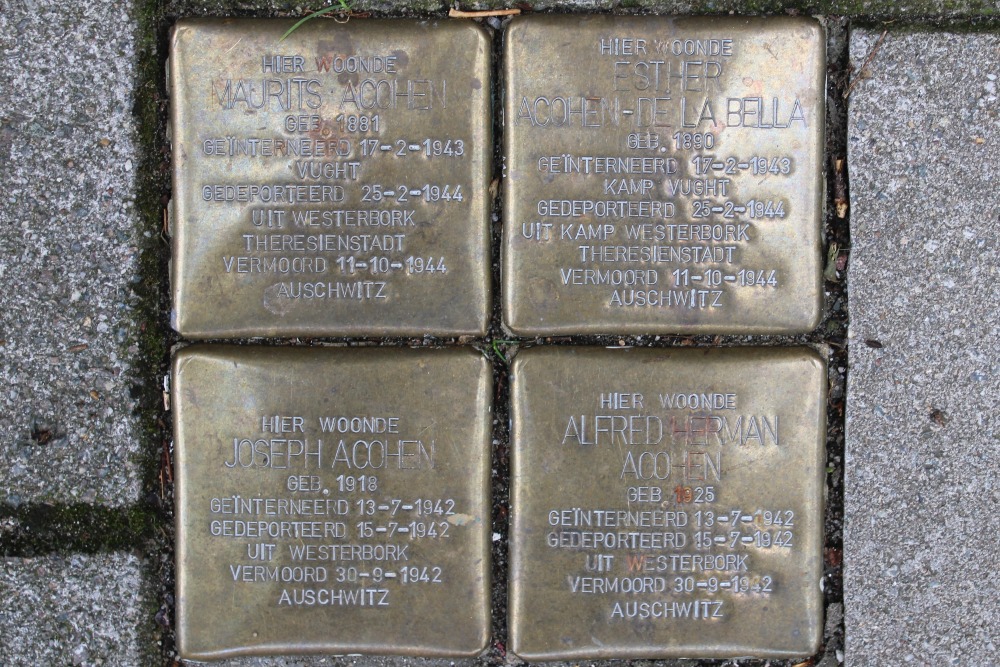 HIER WOONDE
MAURITS ACOHEN
GEB. 1881
GEÏNTERNEERD 17-2-1943
VUGHT
GEDEPORTEERD 25-2-1944
UIT WESTERBORK
THERESIENSTADT
VERMOORD 11-10-1944
AUSCHWITZ
HIER WOONDE
ESTHER
ACOHEN-DE LA BELLA
GEB. 1890
GEÏNTERNEERD 17-2-1943
KAMP VUGHT
GEDEPORTEERD 25-2-1944
UIT KAMP WESTERBORK
THERESIENSTADT
VERMOORD 11-10-1944
AUSCHWITZ
HIER WOONDE
JOSEPH ACOHEN
GEB. 1918
GEÏNTERNEERD 13-7-1942
GEDEPORTEERD 15-7-1942
UIT WESTERBORK
VERMOORD 30-9-1942
AUSCHWITZ
HIER WOONDE
ALFRED HERMAN
ACOHEN
GEB. 1925
GEÏNTERNEERD 13-7-1942
GEDEPORTEERD 15-7-1942
UIT WESTERBORK
VERMOORD 30-9-1942
AUSCHWITZ